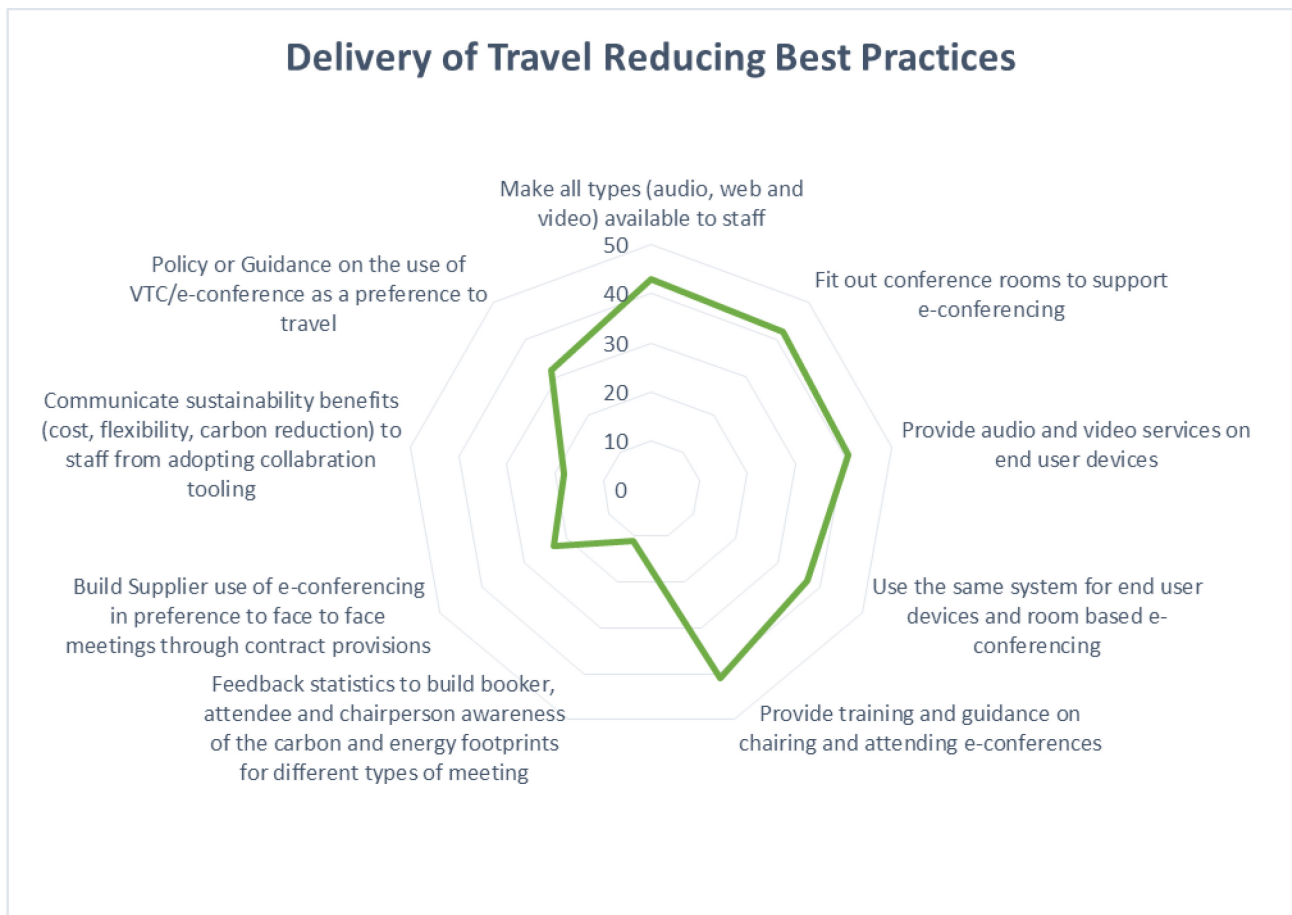 Delivery of Travel Reducing Best Practices
Make all types (audio, web and
video) available to staff
50
40
30
20
10
0
Fit out conference rooms to support
e-conferencing
Provide audio and video services on
end user devices
Use the same system for end user
devices and room based e-
conferencing
Provide training and guidance on
chairing and attending e-conferences
Feedback statistics to build booker,
attendee and chairperson awareness
of the carbon and energy footprints
for different types of meeting
Build Supplier use of e-conferencing
in preference to face to face
meetings through contract provisions
Communicate sustainability benefits
(cost, flexibility, carbon reduction) to
staff from adopting collabration
tooling
Policy or Guidance on the use of
VTC/e-conference as a preference to
travel